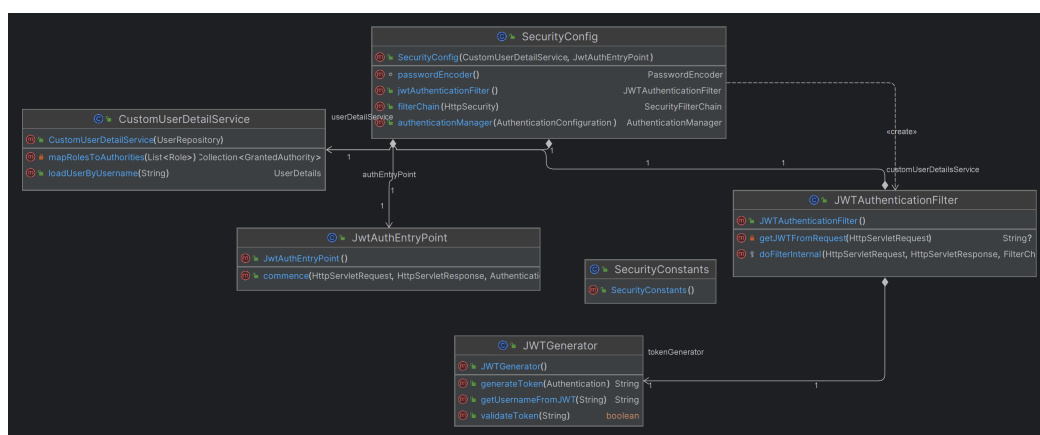 SecurityConfig
SecurityConfig(CustomUserDetailService, JwtAuthEntryPoint)
passwordEncoder() PasswordEncoder
jwtAuthenticationFilter() JWTAuthenticationFilter
filterChain(HttpSecurity) SecurityFilterChain
authenticationManager(AuthenticationConfiguration) AuthenticationManager
userDetailService
CustomUserDetailService
CustomUserDetailService(UserRepository)
mapRolesToAuthorities(List<Role>) Collection<GrantedAuthority>
loadUserByUsername(String) UserDetails
«create»
1
1
1
1
authEntryPoint
customUserDetailsService
1
1
JwtAuthEntryPoint
JwtAuthEntryPoint()
commence(HttpServletRequest, HttpServletResponse, Authenticati
JWTAuthenticationFilter
JWTAuthenticationFilter()
getJWTFromRequest(HttpServletRequest) String?
doFilterInternal(HttpServletRequest, HttpServletResponse, FilterCh
SecurityConstants
SecurityConstants()
JWTGenerator
JWTGenerator()
generateToken(Authentication) String
getUsernameFromJWT(String) String
validateToken(String) boolean
tokenGenerator
1
1